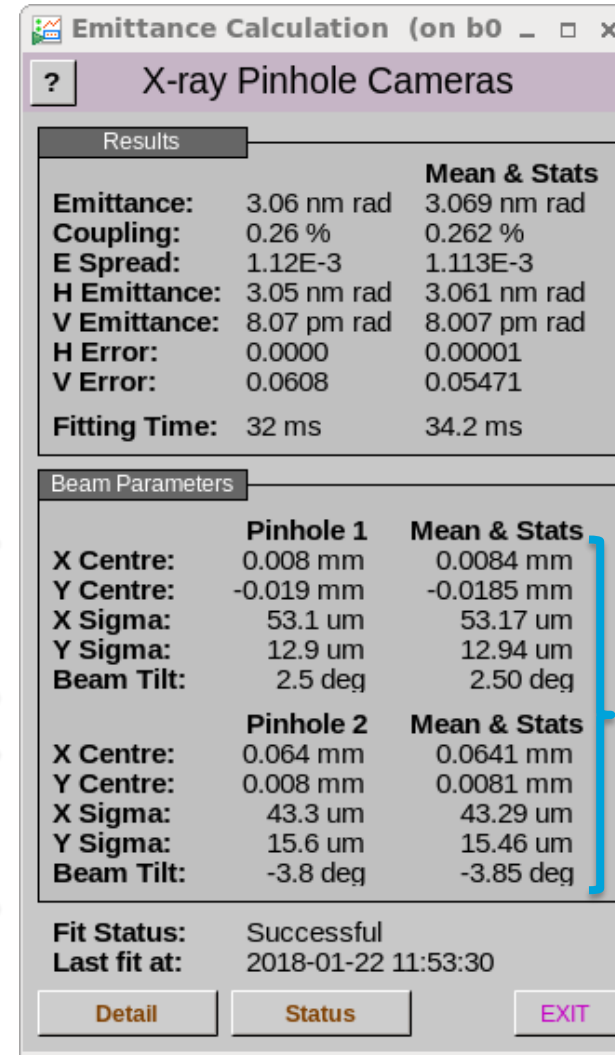 Emittance Calculation (on b0
? X-ray Pinhole Cameras
Results
Mean & Stats
Emittance: 3.06 nm rad 3.069 nm rad
Coupling: 0.26 % 0.262 %
E Spread: 1.12E-3 1.113E-3
H Emittance: 3.05 nm rad 3.061 nm rad
V Emittance: 8.07 pm rad 8.007 pm rad
H Error: 0.0000 0.00001
V Error: 0.0608 0.05471
Fitting Time: 32 ms 34.2 ms
Beam Parameters
Pinhole 1 Mean & Stats
X Centre: 0.008 mm 0.0084 mm
Y Centre: -0.019 mm -0.0185 mm
X Sigma: 53.1 um 53.17 um
Y Sigma: 12.9 um 12.94 um
Beam Tilt: 2.5 deg 2.50 deg
Pinhole 2 Mean & Stats
X Centre: 0.064 mm 0.0641 mm
Y Centre: 0.008 mm 0.0081 mm
X Sigma: 43.3 um 43.29 um
Y Sigma: 15.6 um 15.46 um
Beam Tilt: -3.8 deg -3.85 deg
Fit Status: Successful
Last fit at: 2018-01-22 11:53:30
Detail Status EXIT